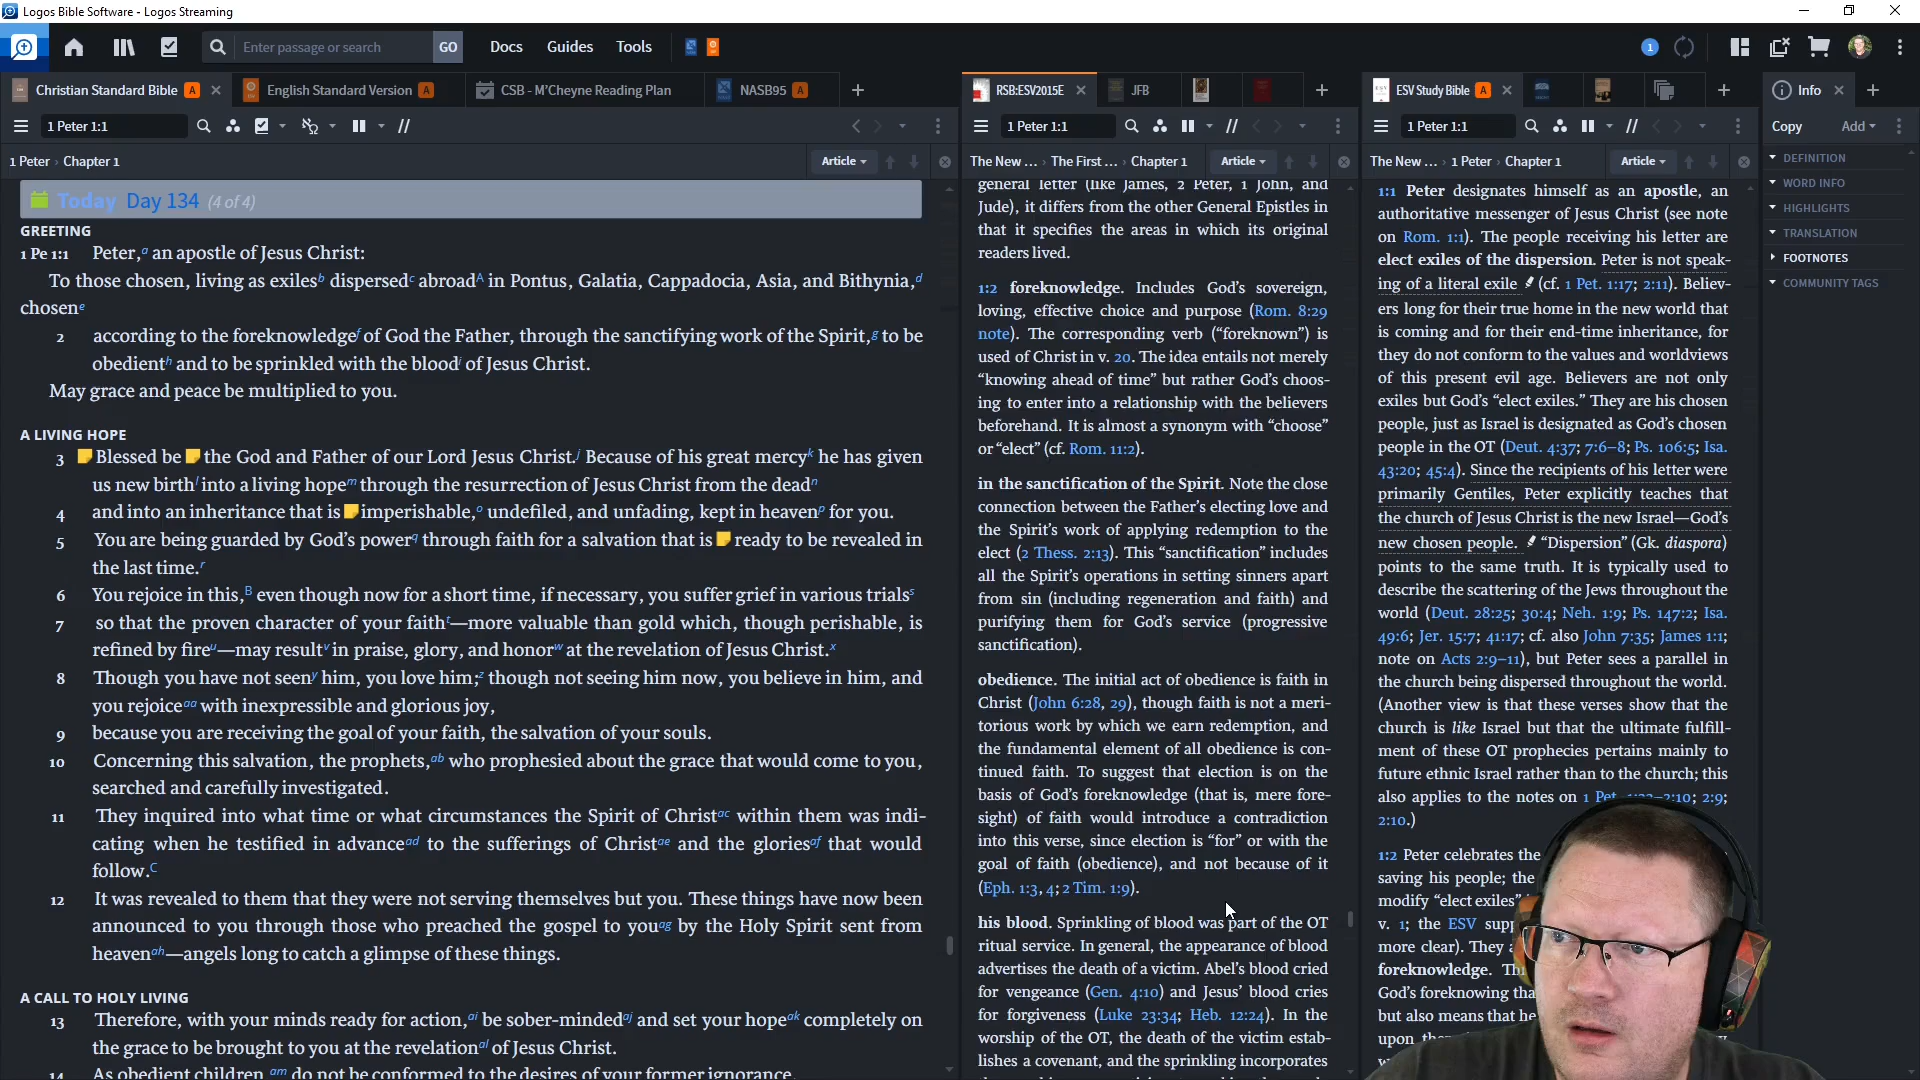 Logos Bible Software - Logos Streaming
Enter passage or search
GO
Docs
Guides
Tools
1
Christian Standard Bible A
English Standard Version A
CSB - M'Cheyne Reading Plan
NASB95 A
1 Peter 1:1
1 Peter › Chapter 1
Article
Today Day 134 (4 of 4)
GREETING
1 Pe 1:1 Peter,a an apostle of Jesus Christ:
To those chosen, living as exilesb dispersedc abroadA in Pontus, Galatia, Cappadocia, Asia, and Bithynia,d
chosene
2 according to the foreknowledgef of God the Father, through the sanctifying work of the Spirit,g to be
obedienth and to be sprinkled with the bloodi of Jesus Christ.
May grace and peace be multiplied to you.
A LIVING HOPE
3 Blessed be the God and Father of our Lord Jesus Christ.j Because of his great mercyk he has given
us new birthl into a living hopem through the resurrection of Jesus Christ from the deadn
4 and into an inheritance that is imperishable,o undefiled, and unfading, kept in heavenp for you.
5 You are being guarded by God's powerq through faith for a salvation that is ready to be revealed in
the last time.r
6 You rejoice in this,B even though now for a short time, if necessary, you suffer grief in various trialss
7 so that the proven character of your faitht—more valuable than gold which, though perishable, is
refined by fireu—may resultv in praise, glory, and honorw at the revelation of Jesus Christ.x
8 Though you have not seeny him, you love him;z though not seeing him now, you believe in him, and
you rejoiceaa with inexpressible and glorious joy,
9 because you are receiving the goal of your faith, the salvation of your souls.
10 Concerning this salvation, the prophets,ab who prophesied about the grace that would come to you,
searched and carefully investigated.
11 They inquired into what time or what circumstances the Spirit of Christac within them was indi-
cating when he testified in advancead to the sufferings of Christae and the gloriesaf that would
follow.C
12 It was revealed to them that they were not serving themselves but you. These things have now been
announced to you through those who preached the gospel to youag by the Holy Spirit sent from
heavenah—angels long to catch a glimpse of these things.
A CALL TO HOLY LIVING
13 Therefore, with your minds ready for action,ai be sober-mindedaj and set your hopeak completely on
the grace to be brought to you at the revelational of Jesus Christ.
14 As obedient children, am do not be conformed to the desires of your former ignorance.
RSB:ESV2015E
JFB
1 Peter 1:1
The New ... › The First ... › Chapter 1
Article
general letter (like James, 2 Peter, 1 John, and
Jude), it differs from the other General Epistles in
that it specifies the areas in which its original
readers lived.
1:2 foreknowledge. Includes God's sovereign,
loving, effective choice and purpose (Rom. 8:29
note). The corresponding verb ("foreknown") is
used of Christ in v. 20. The idea entails not merely
"knowing ahead of time" but rather God's choos-
ing to enter into a relationship with the believers
beforehand. It is almost a synonym with "choose"
or "elect" (cf. Rom. 11:2).
in the sanctification of the Spirit. Note the close
connection between the Father's electing love and
the Spirit's work of applying redemption to the
elect (2 Thess. 2:13). This "sanctification" includes
all the Spirit's operations in setting sinners apart
from sin (including regeneration and faith) and
purifying them for God's service (progressive
sanctification).
obedience. The initial act of obedience is faith in
Christ (John 6:28, 29), though faith is not a meri-
torious work by which we earn redemption, and
the fundamental element of all obedience is con-
tinued faith. To suggest that election is on the
basis of God's foreknowledge (that is, mere fore-
sight) of faith would introduce a contradiction
into this verse, since election is "for" or with the
goal of faith (obedience), and not because of it
(Eph. 1:3, 4; 2 Tim. 1:9).
his blood. Sprinkling of blood was part of the OT
ritual service. In general, the appearance of blood
advertises the death of a victim. Abel's blood cried
for vengeance (Gen. 4:10) and Jesus' blood cries
for forgiveness (Luke 23:34; Heb. 12:24). In the
worship of the OT, the death of the victim estab-
lishes a covenant, and the sprinkling incorporates
ESV Study Bible A
1 Peter 1:1
The New ... › 1 Peter › Chapter 1
Article
1:1 Peter designates himself as an apostle, an
authoritative messenger of Jesus Christ (see note
on Rom. 1:1). The people receiving his letter are
elect exiles of the dispersion. Peter is not speak-
ing of a literal exile (cf. 1 Pet. 1:17; 2:11). Believ-
ers long for their true home in the new world that
is coming and for their end-time inheritance, for
they do not conform to the values and worldviews
of this present evil age. Believers are not only
exiles but God's "elect exiles." They are his chosen
people, just as Israel is designated as God's chosen
people in the OT (Deut. 4:37; 7:6–8; Ps. 106:5; Isa.
43:20; 45:4). Since the recipients of his letter were
primarily Gentiles, Peter explicitly teaches that
the church of Jesus Christ is the new Israel—God's
new chosen people. "Dispersion" (Gk. diaspora)
points to the same truth. It is typically used to
describe the scattering of the Jews throughout the
world (Deut. 28:25; 30:4; Neh. 1:9; Ps. 147:2; Isa.
49:6; Jer. 15:7; 41:17; cf. also John 7:35; James 1:1;
note on Acts 2:9–11), but Peter sees a parallel in
the church being dispersed throughout the world.
(Another view is that these verses show that the
church is like Israel but that the ultimate fulfill-
ment of these OT prophecies pertains mainly to
future ethnic Israel rather than to the church; this
also applies to the notes on 1 Pet. 2:10; 2:9;
2:10.)
1:2 Peter celebrates the
saving his people; the
modify "elect exiles"
v. 1; the ESV
more clear). They
foreknowledge.
God's foreknowing
but also means that he
upon
Info
Copy
Add
DEFINITION
WORD INFO
HIGHLIGHTS
TRANSLATION
FOOTNOTES
COMMUNITY TAGS